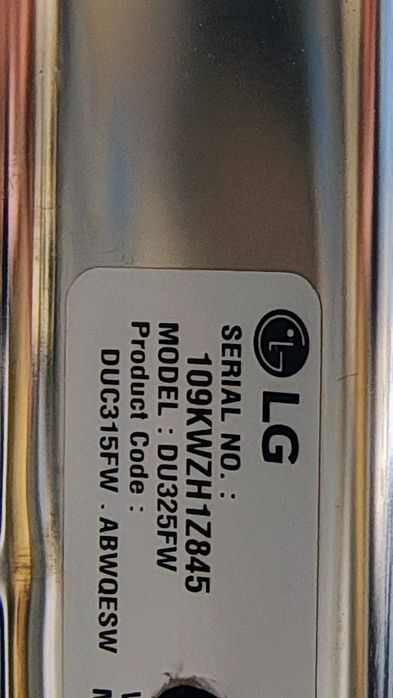 LG
SERIAL NO. :
109KWZH1Z845
MODEL : DU325FW
Product Code :
DUC315FW . ABWQESW